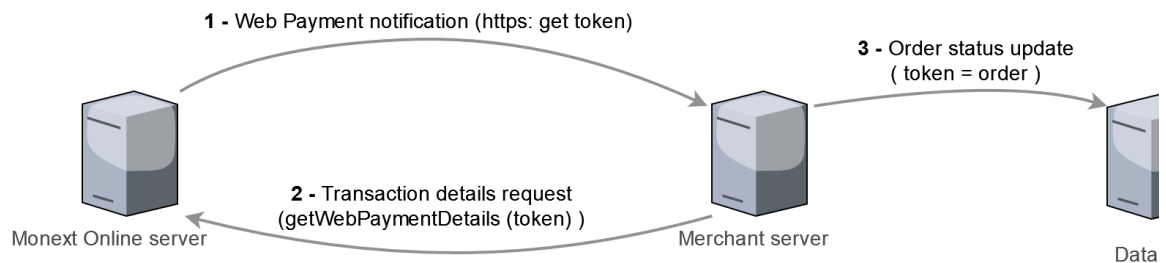 1 - Web Payment notification (https: get token)
3 - Order status update
( token = order )
2 - Transaction details request
(getWebPaymentDetails (token) )
Monext Online server
Merchant server
Data